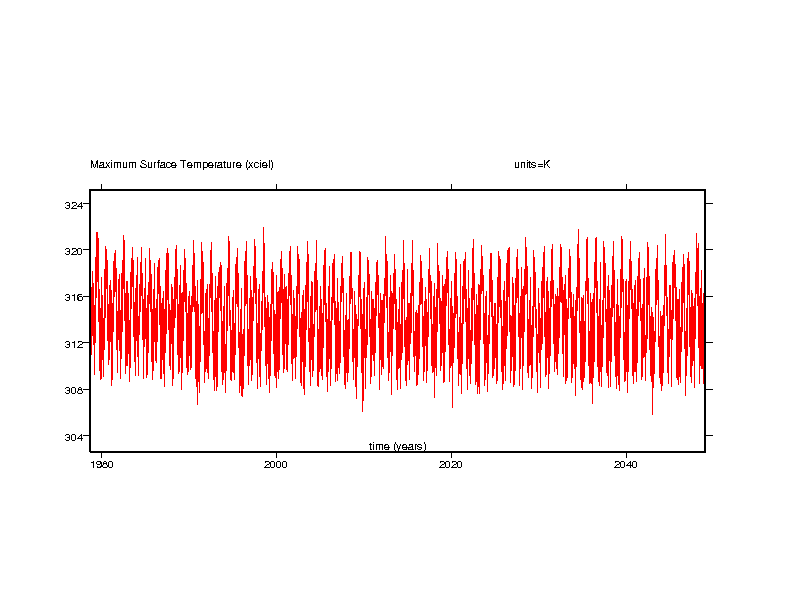 Maximum Surface Temperature (xciel) units=K
324
320
316
312
308
304
time (years)
1980 2000 2020 2040